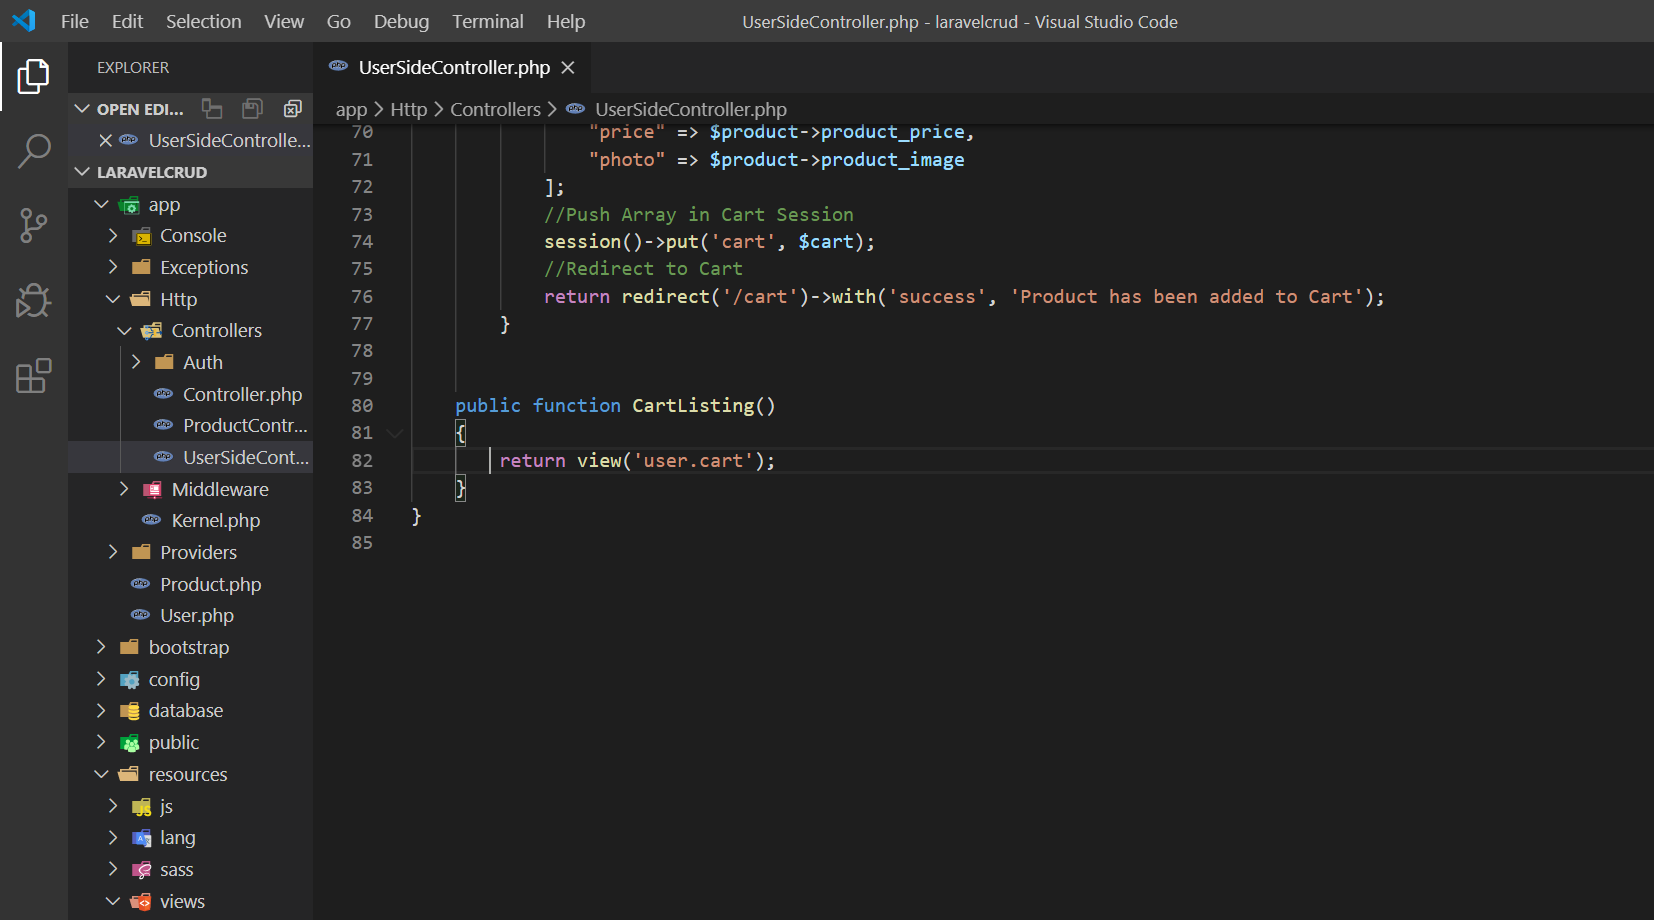 File Edit Selection View Go Debug Terminal Help
UserSideController.php - laravelcrud - Visual Studio Code
EXPLORER
OPEN EDI...
UserSideControlle...
LARAVELCRUD
app
Console
Exceptions
Http
Controllers
Auth
Controller.php
ProductContr...
UserSideCont...
Middleware
Kernel.php
Providers
Product.php
User.php
bootstrap
config
database
public
resources
js
lang
sass
views
UserSideController.php
app > Http > Controllers > UserSideController.php
70 "price" => $product->product_price,
71 "photo" => $product->product_image
72 ];
73 //Push Array in Cart Session
74 session()->put('cart', $cart);
75 //Redirect to Cart
76 return redirect('/cart')->with('success', 'Product has been added to Cart');
77 }
78
79
80 public function CartListing()
81 {
82 return view('user.cart');
83 }
84 }
85